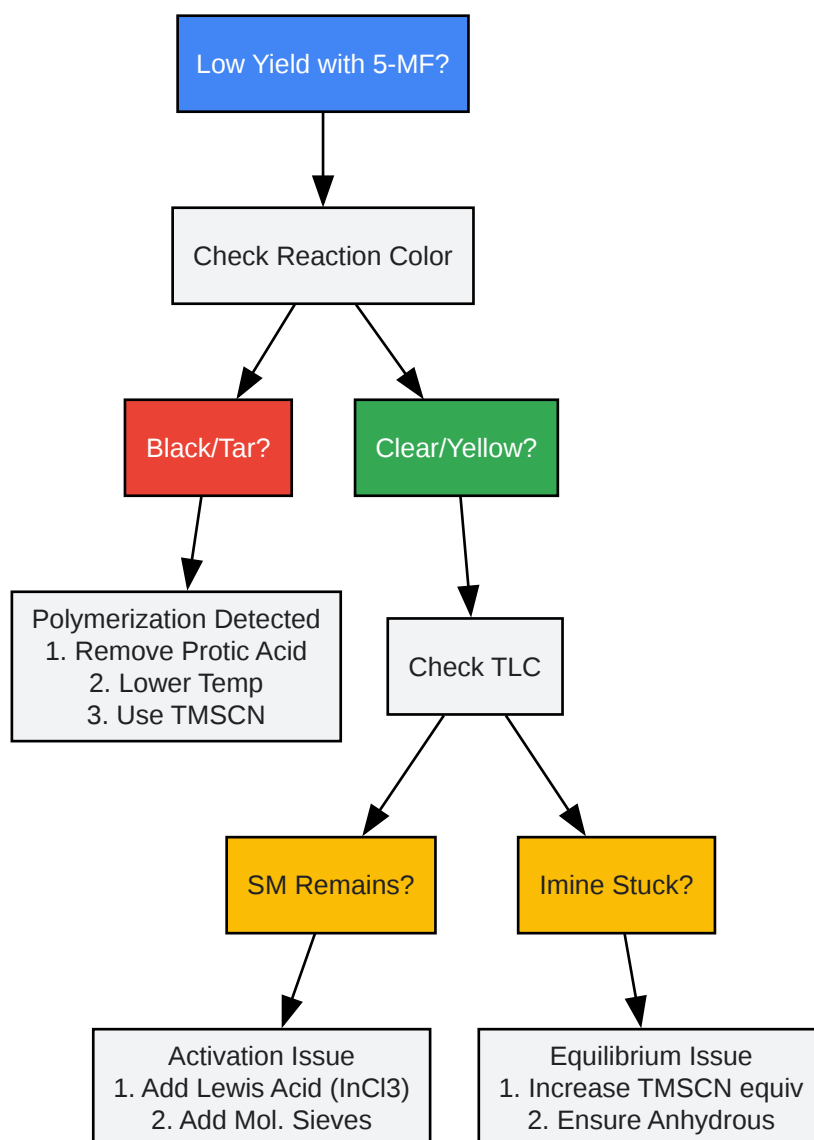 Low Yield with 5-MF?
Check Reaction Color
Black/Tar?
Clear/Yellow?
Polymerization Detected
1. Remove Protic Acid
2. Lower Temp
3. Use TMSCN
Check TLC
SM Remains?
Imine Stuck?
Activation Issue
1. Add Lewis Acid (InCl3)
2. Add Mol. Sieves
Equilibrium Issue
1. Increase TMSCN equiv
2. Ensure Anhydrous